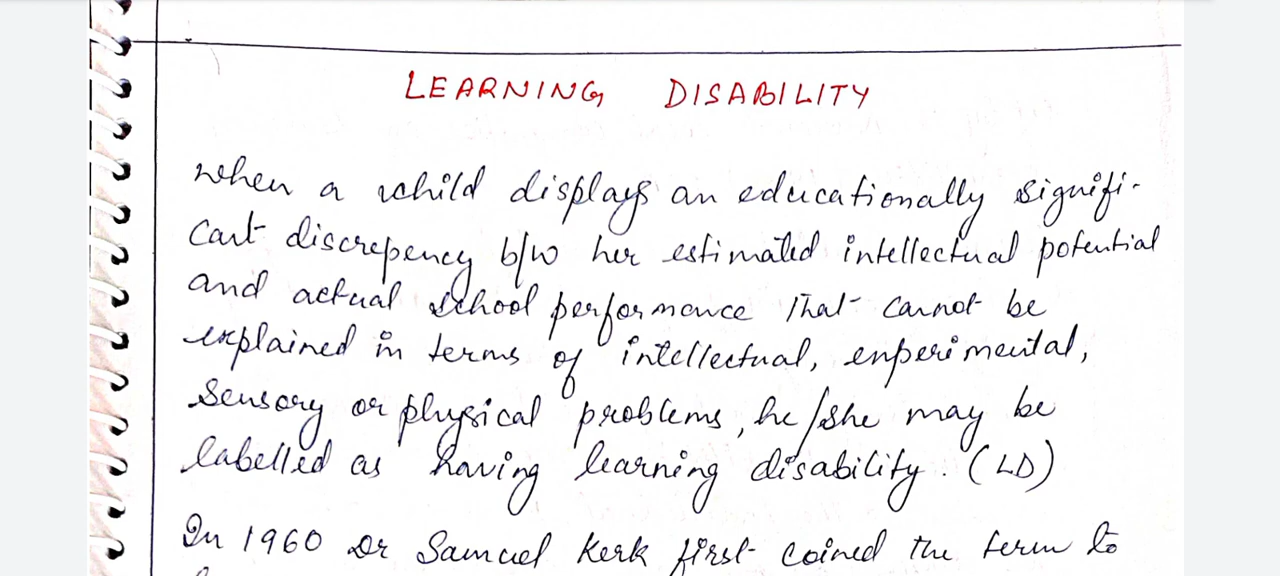 LEARNING DISABILITY
when a child displays an educationally signifi-
cant discrepency b/w her estimated intellectual potential
and actual school performance that cannot be
explained in terms of intellectual, experimental,
sensory or physical problems, he/she may be
labelled as having learning disability. (LD)
In 1960 Dr Samuel Kerk first coined the term to